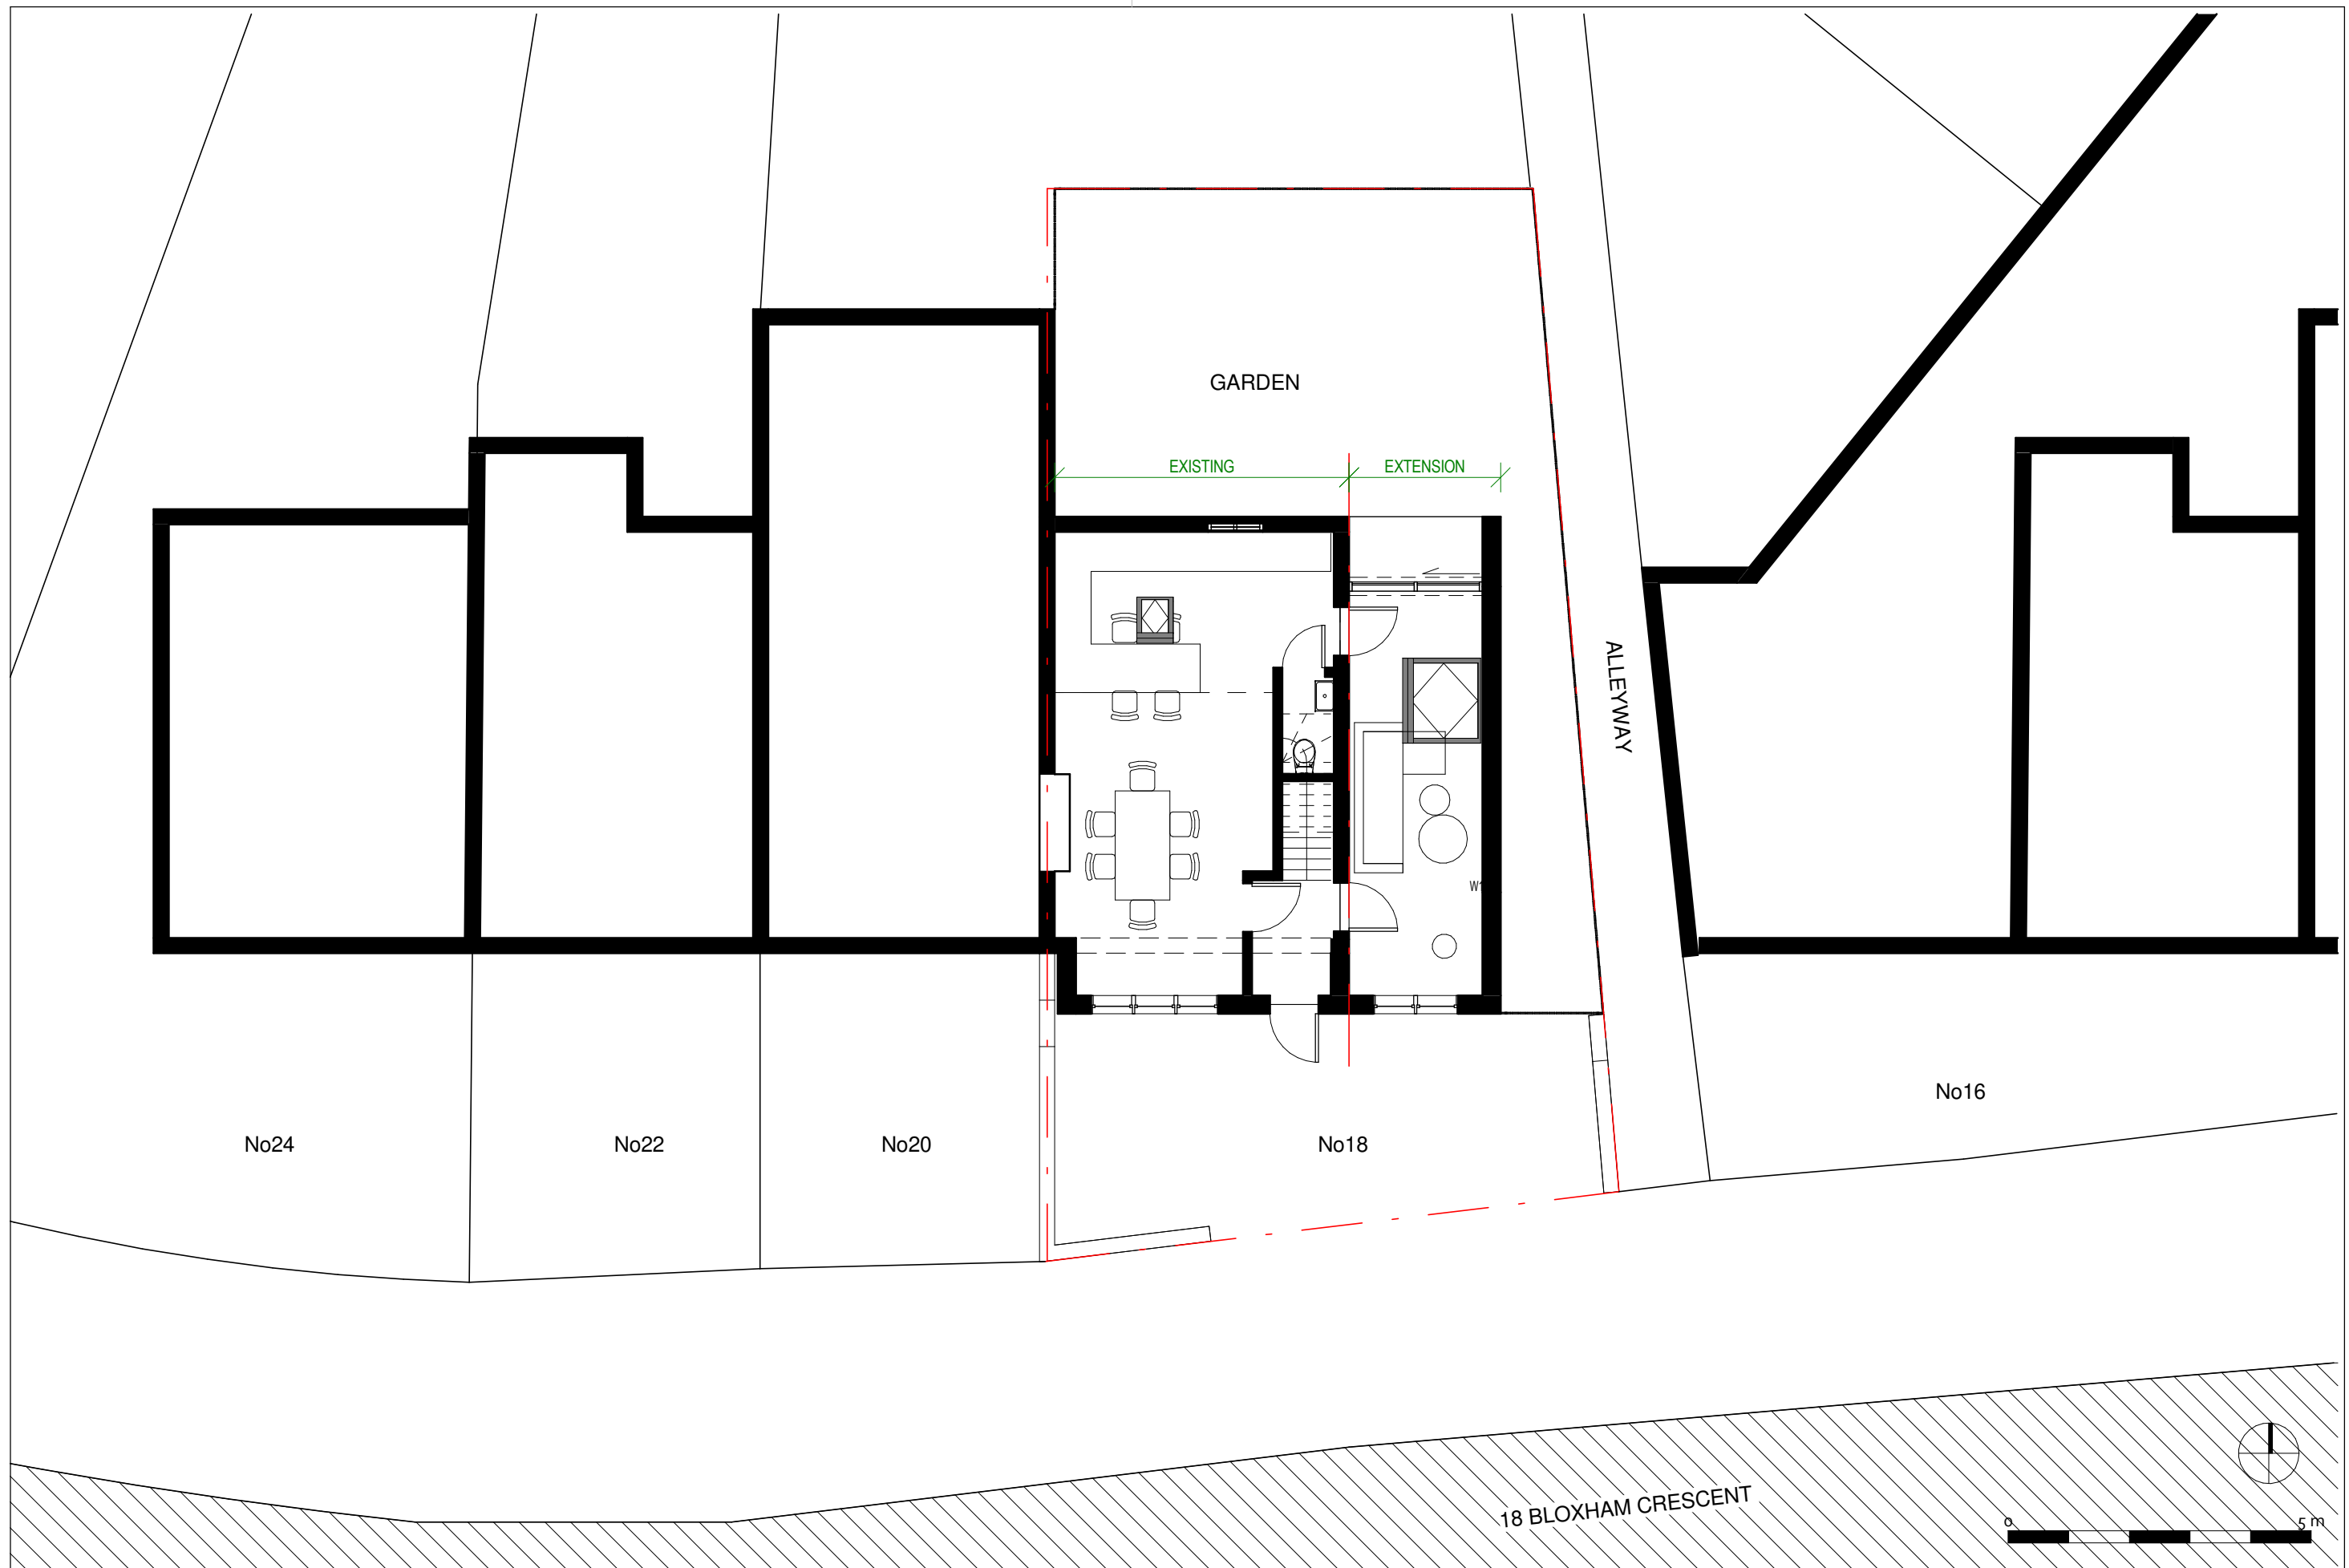 GARDEN
EXISTING
EXTENSION
ALLEYWAY
No16
No24
No22
No20
No18
18 BLOXHAM CRESCENT
0
5 m